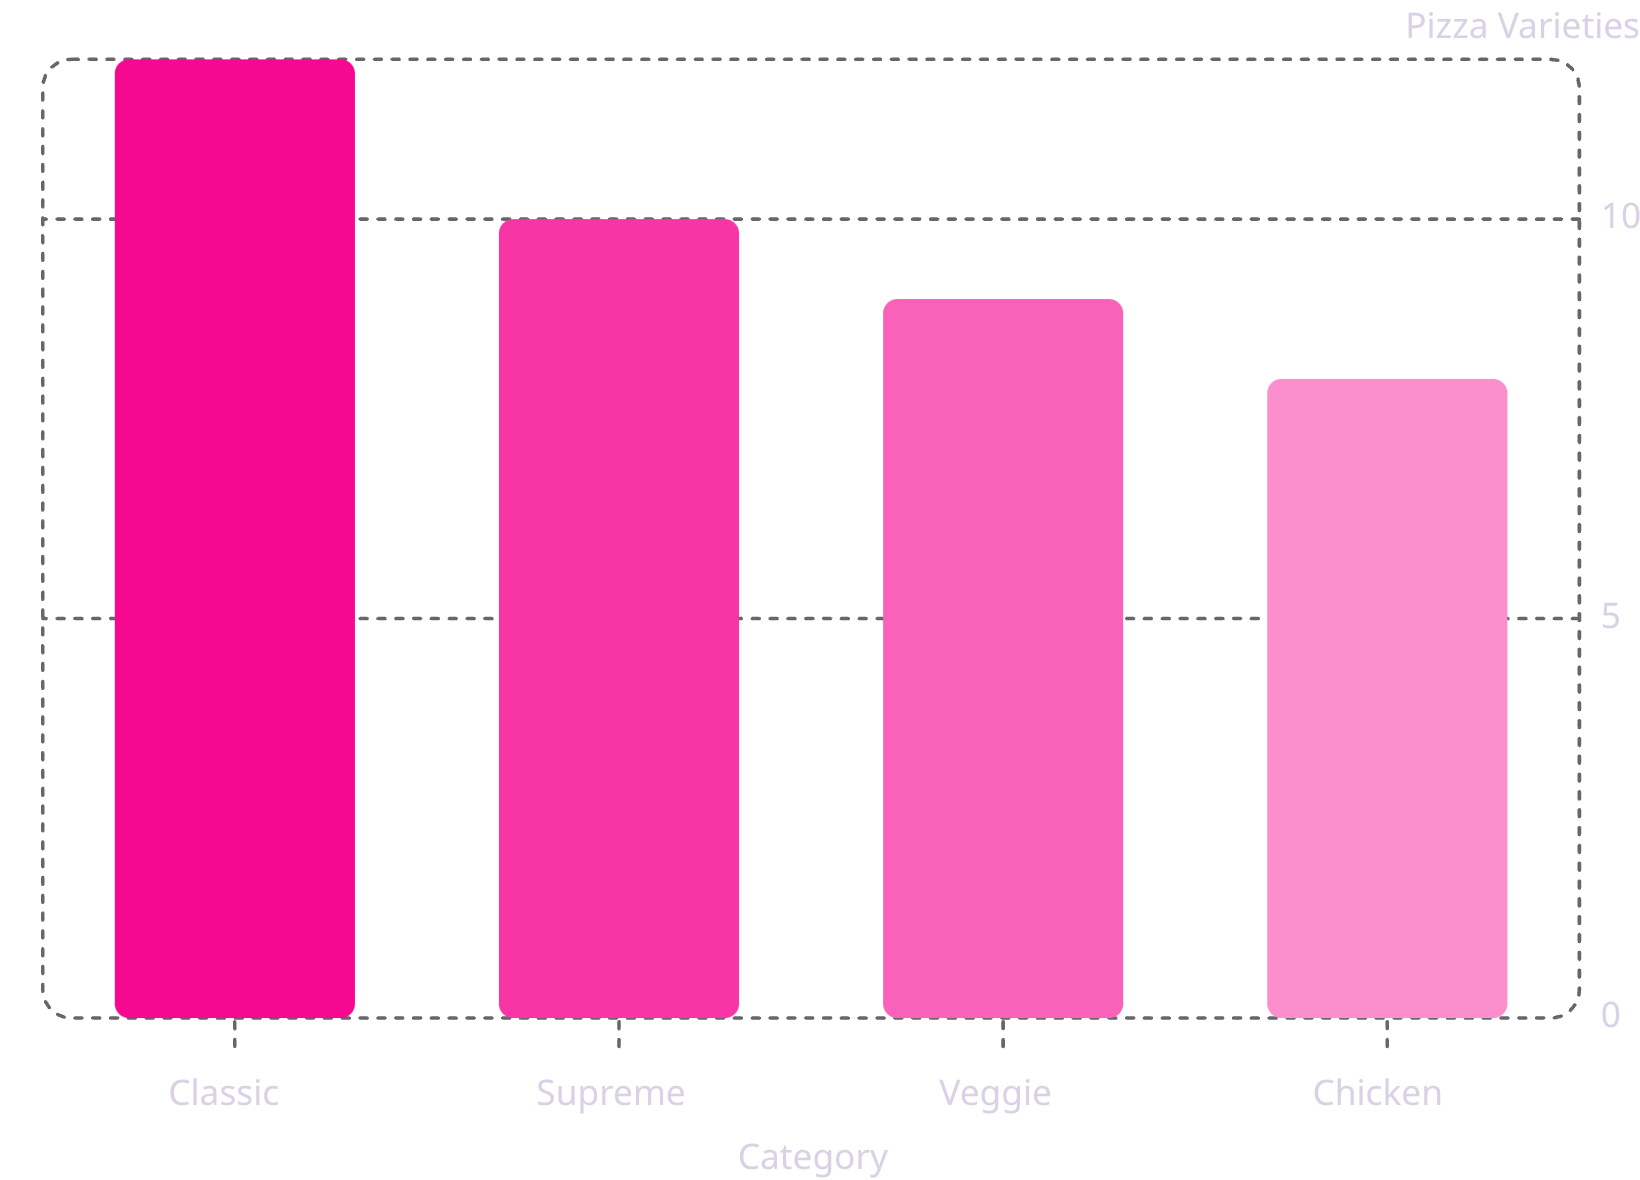 Pizza Varieties
10
5
0
Classic Supreme Veggie Chicken
Category